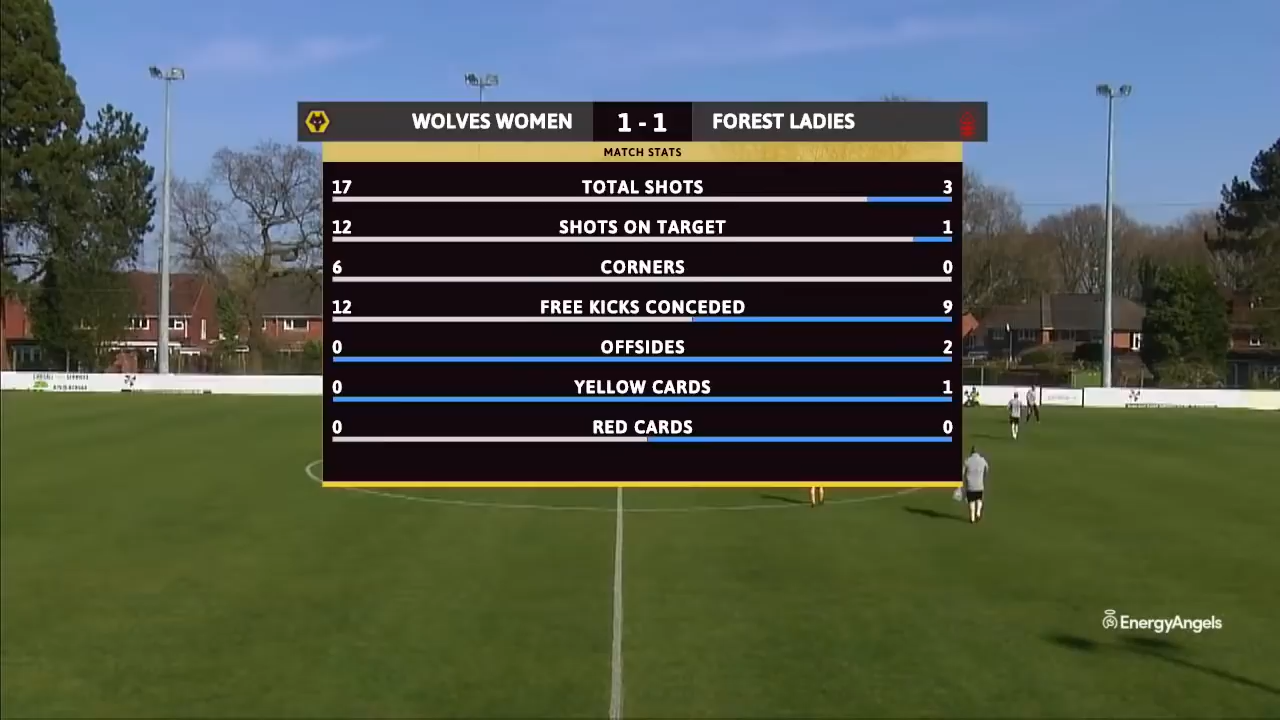 WOLVES WOMEN 1 - 1 FOREST LADIES
MATCH STATS
17 TOTAL SHOTS 3
12 SHOTS ON TARGET 1
6 CORNERS 0
12 FREE KICKS CONCEDED 9
0 OFFSIDES 2
0 YELLOW CARDS 1
0 RED CARDS 0
EnergyAngels